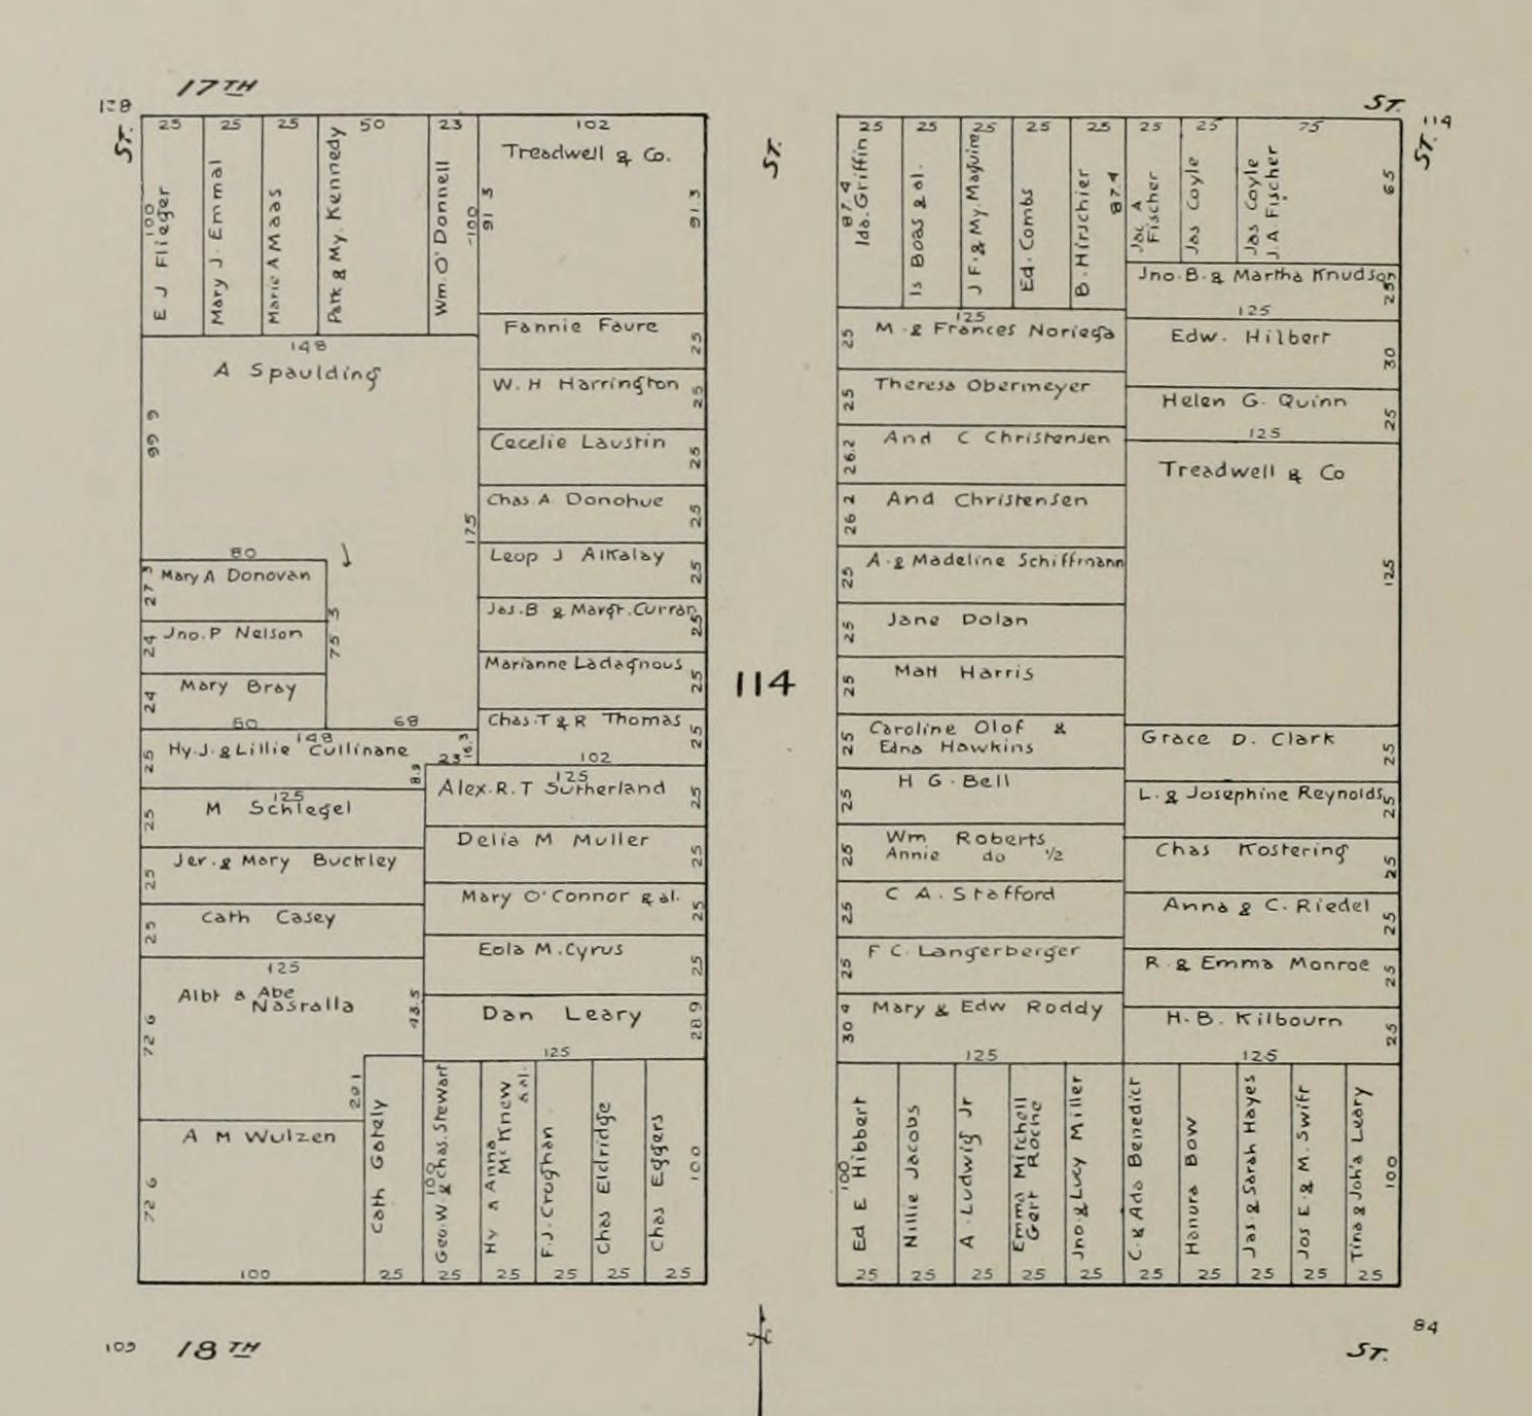 17TH
ST.
128
114
ST.
ST.
ST.
25
25
25
50
23
102
Treadwell & Co.
E J Flieger
100
Mary J. Emmal
Marie A Maas
Patk & My. Kennedy
Wm. O'Donnell
100
91 3
91 3
Fannie Faure
25
W. H Harrington
25
Cecelie Laustin
25
Chas A Donohue
25
Leop J Alkalay
25
Jas. B & Margt. Curran
25
Marianne Ladagnous
25
Chas. T & R Thomas
25
102
148
A Spaulding
99 9
175
80
Mary A Donovan
27 3
75 3
Jno. P Nelson
24
Mary Bray
24
80
68
148
Hy. J. & Lillie Cullinane
25
23
16.3
8.9
125
M Schlegel
25
Jer. & Mary Buckley
25
Cath Casey
25
125
Albt & Abe
Nasralla
43.5
72 6
29 1
A M Wulzen
72 6
100
125
Alex. R. T Sutherland
25
Delia M Muller
25
Mary O'Connor & al.
25
Eola M. Cyrus
25
Dan Leary
28 9
125
Cath Gately
25
Geo. W. & Chas. Stewart
100
25
Hy & Anna
McKnew
& al.
25
F. J. Crughan
25
Chas Eldridge
25
Chas Eggers
25
100
114
25
25
25
25
25
25
25
75
87.4
Ida. Griffin
Is Boas & al.
J F. & My. Maguire
Ed. Combs
B. Hirschier
87.4
Jac A
Fischer
Jas Coyle
Jas Coyle
J. A Fischer
65
125
M. & Frances Noriega
25
Theresa Obermeyer
25
And C Christensen
26.2
And Christensen
26 2
A. & Madeline Schiffmann
25
Jane Dolan
25
Matt Harris
25
Caroline Olof &
Edna Hawkins
25
H G. Bell
25
Wm Roberts
Annie do 1/2
25
C A. Stafford
25
F C. Langerberger
25
Mary & Edw Roddy
30 4
125
Jno. B. & Martha Knudson
25
125
Edw. Hilbert
30
Helen G. Quinn
25
125
Treadwell & Co
125
Grace D. Clark
25
L. & Josephine Reynolds
25
Chas Kostering
25
Anna & C. Riedel
25
R. & Emma Monroe
25
H. B. Kilbourn
25
125
Ed E Hibbert
100
25
Nillie Jacobs
25
A. Ludwig Jr
25
Emma Mitchell
Gert Roche
25
Jno. & Lucy Miller
25
C. & Ada Benedict
25
Hanura Bow
25
Jas. & Sarah Hayes
25
Jos E. & M. Swift
25
Tina & Joh'a Leary
25
100
109
18TH
84
ST.